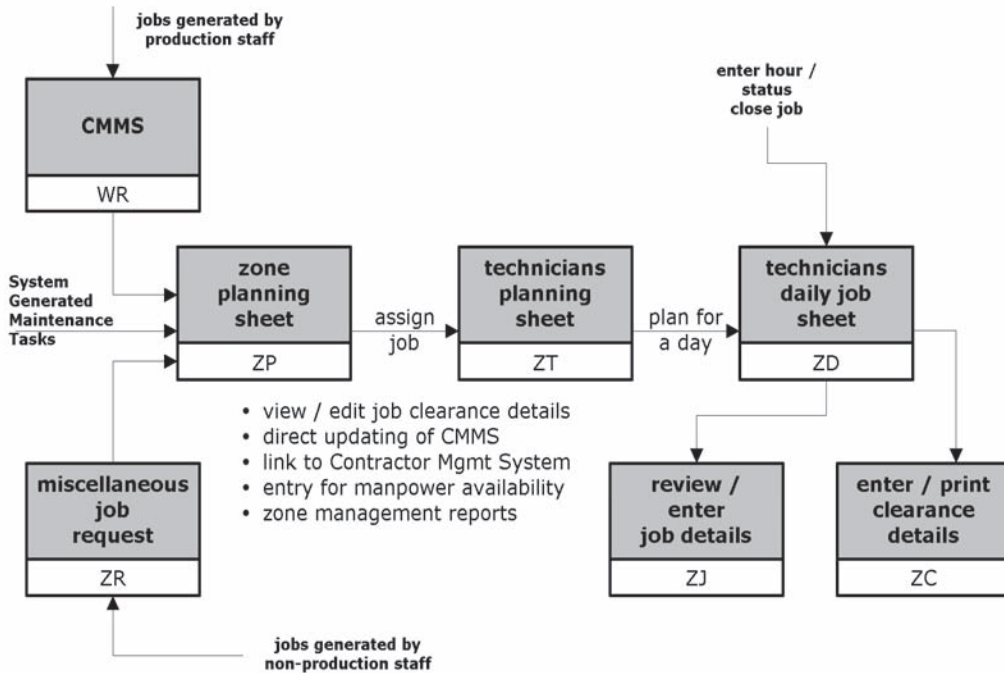 jobs generated by
production staff
CMMS
WR
enter hour /
status
close job
System
Generated
Maintenance
Tasks
zone
planning
sheet
ZP
assign
job
technicians
planning
sheet
ZT
plan for
a day
technicians
daily job
sheet
ZD
• view / edit job clearance details
• direct updating of CMMS
• link to Contractor Mgmt System
• entry for manpower availability
• zone management reports
miscellaneous
job
request
ZR
review /
enter
job details
ZJ
enter / print
clearance
details
ZC
jobs generated by
non-production staff